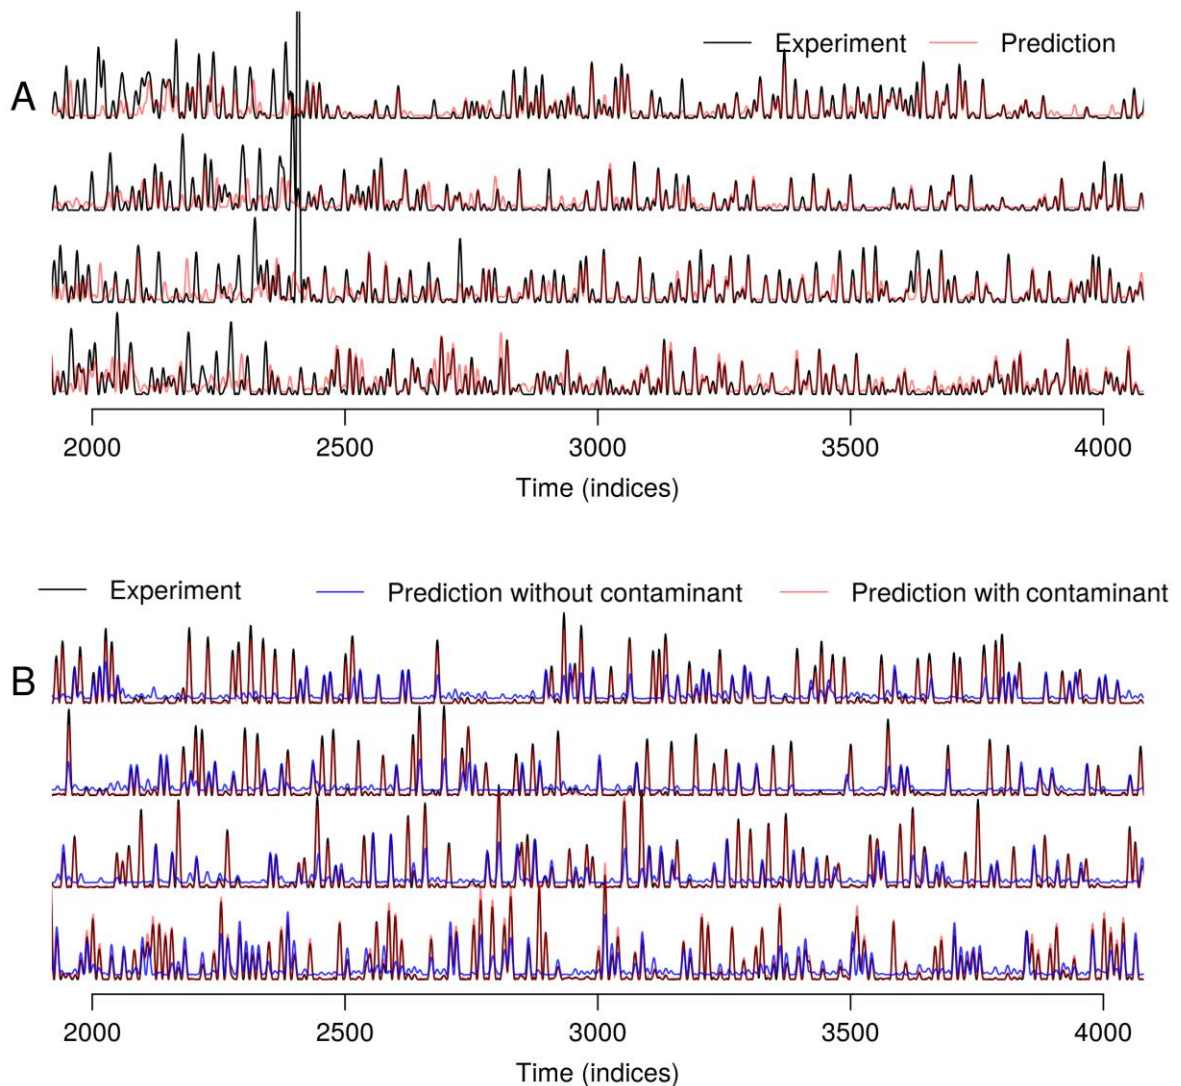 Experiment Prediction
A
2000 2500 3000 3500 4000
Time (indices)
Experiment Prediction without contaminant Prediction with contaminant
B
2000 2500 3000 3500 4000
Time (indices)